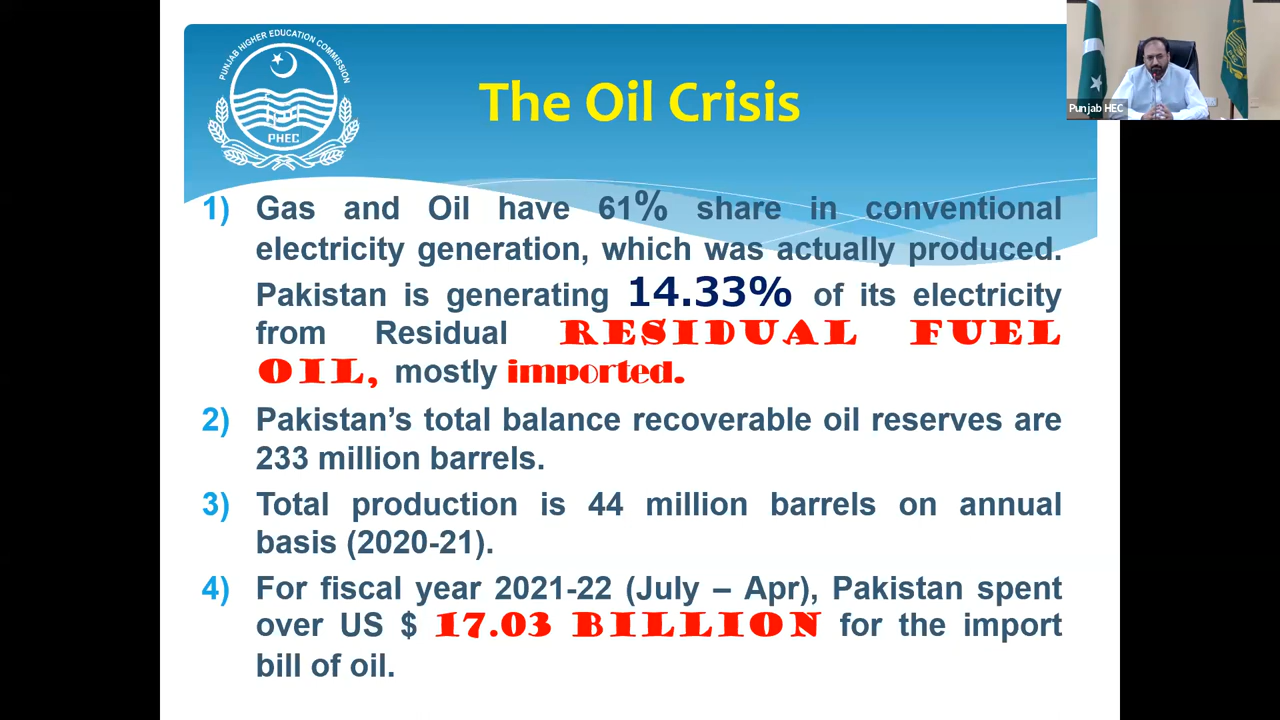 PUNJAB HIGHER EDUCATION COMMISSION
PHEC
The Oil Crisis
Punjab HEC
1) Gas and Oil have 61% share in conventional
electricity generation, which was actually produced.
Pakistan is generating 14.33% of its electricity
from Residual RESIDUAL FUEL
OIL, mostly imported.
2) Pakistan's total balance recoverable oil reserves are
233 million barrels.
3) Total production is 44 million barrels on annual
basis (2020-21).
4) For fiscal year 2021-22 (July – Apr), Pakistan spent
over US $ 17.03 BILLION for the import
bill of oil.